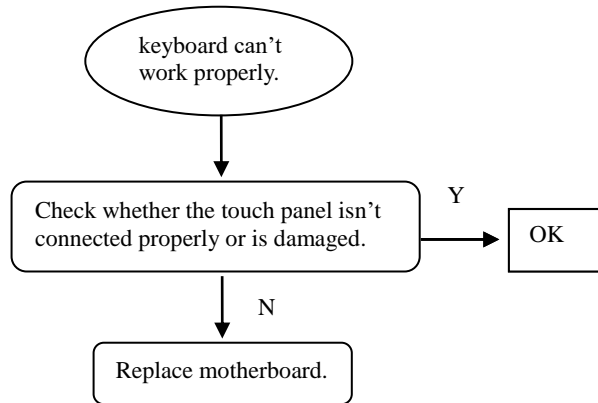 keyboard can’t
work properly.
Check whether the touch panel isn’t
connected properly or is damaged.
Y
OK
N
Replace motherboard.